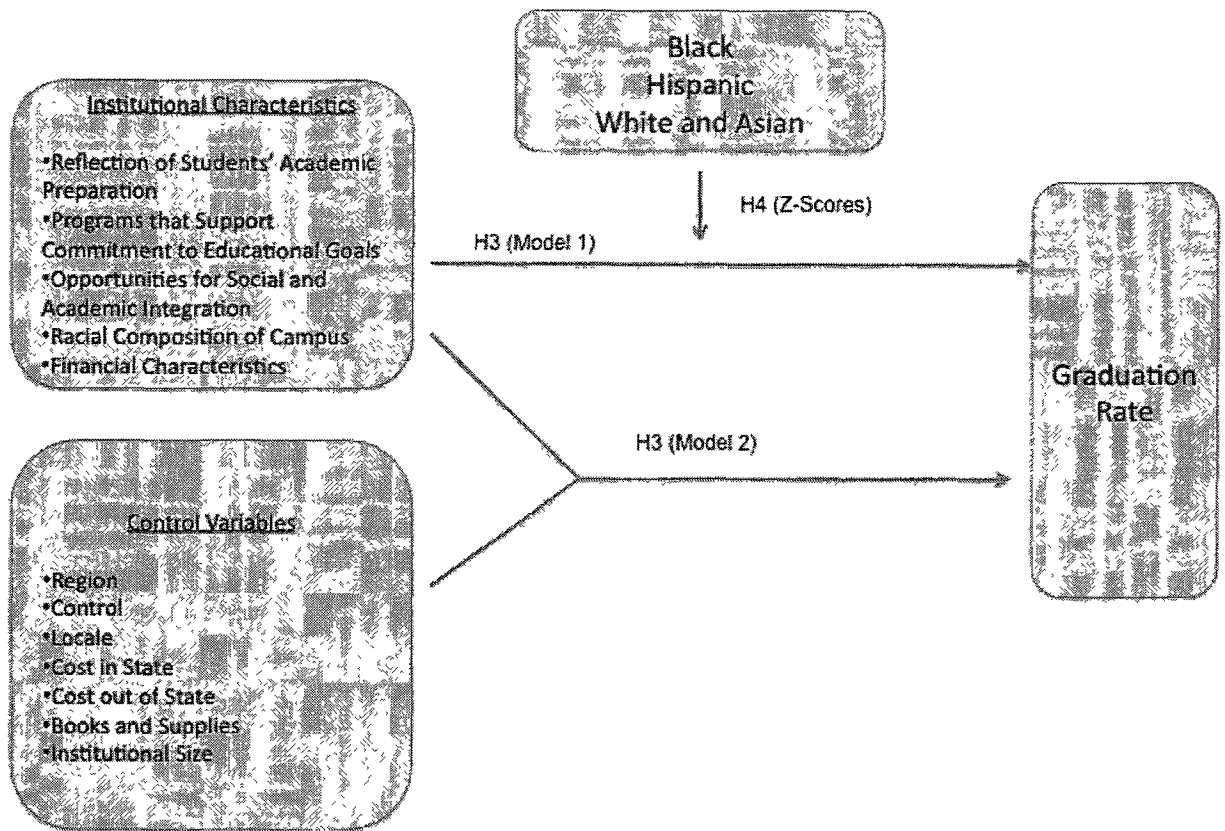 Black
Hispanic
White and Asian
Institutional Characteristics
•Reflection of Students' Academic
Preparation
•Programs that Support
Commitment to Educational Goals
•Opportunities for Social and
Academic Integration
•Racial Composition of Campus
•Financial Characteristics
H4 (Z-Scores)
H3 (Model 1)
Graduation
Rate
H3 (Model 2)
Control Variables
•Region
•Control
•Locale
•Cost in State
•Cost out of State
•Books and Supplies
•Institutional Size